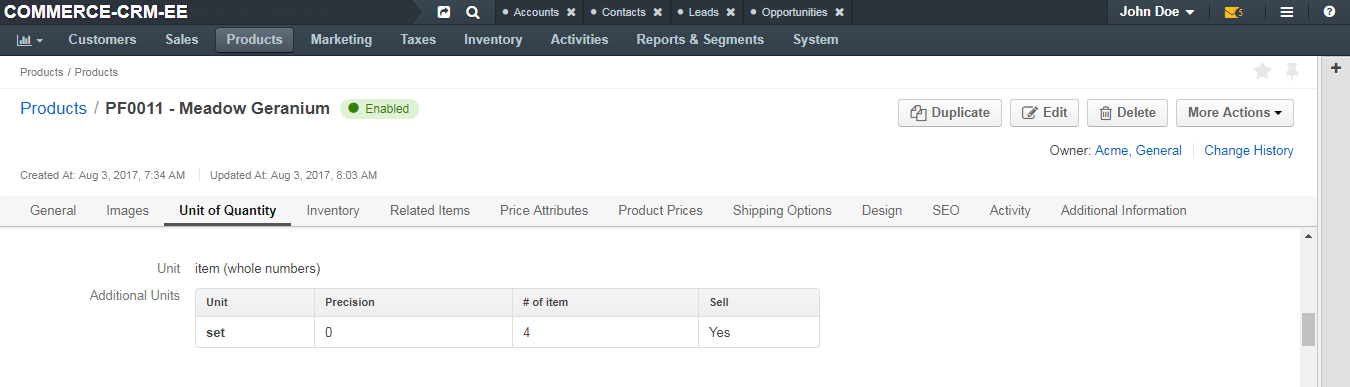 COMMERCE-CRM-EE Accounts Contacts Leads Opportunities John Doe 5
Customers Sales Products Marketing Taxes Inventory Activities Reports & Segments System
Products / Products
Products / PF0011 - Meadow Geranium Enabled Duplicate Edit Delete More Actions
Owner: Acme, General Change History
Created At: Aug 3, 2017, 7:34 AM Updated At: Aug 3, 2017, 8:03 AM
General Images Unit of Quantity Inventory Related Items Price Attributes Product Prices Shipping Options Design SEO Activity Additional Information
Unit item (whole numbers)
Additional Units
Unit Precision # of item Sell
set 0 4 Yes